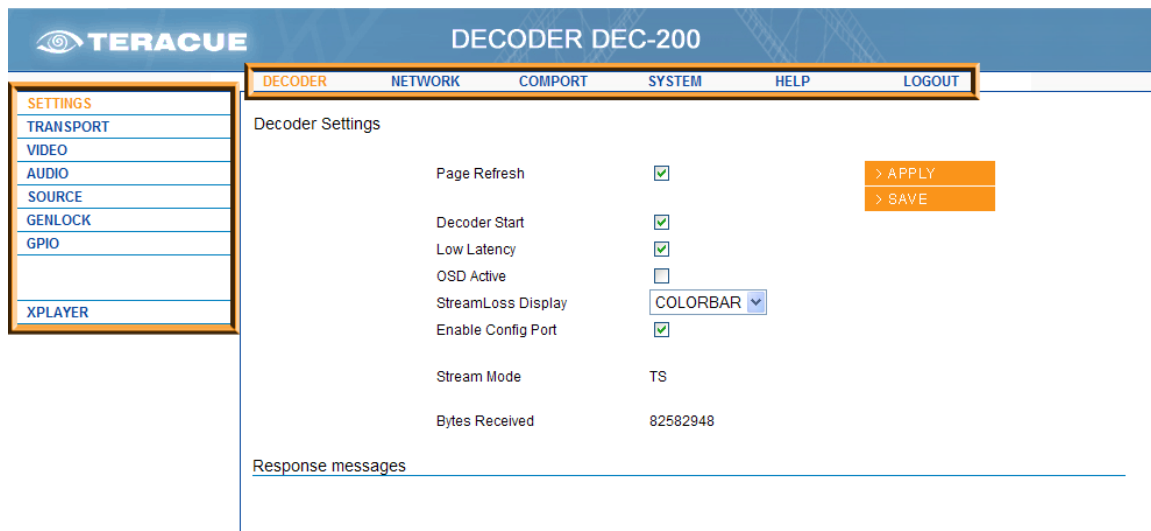 TERACUE
DECODER DEC-200
DECODER NETWORK COMPORT SYSTEM HELP LOGOUT
SETTINGS
TRANSPORT
VIDEO
AUDIO
SOURCE
GENLOCK
GPIO
XPLAYER
Decoder Settings
Page Refresh
> APPLY
> SAVE
Decoder Start
Low Latency
OSD Active
StreamLoss Display COLORBAR
Enable Config Port
Stream Mode TS
Bytes Received 82582948
Response messages